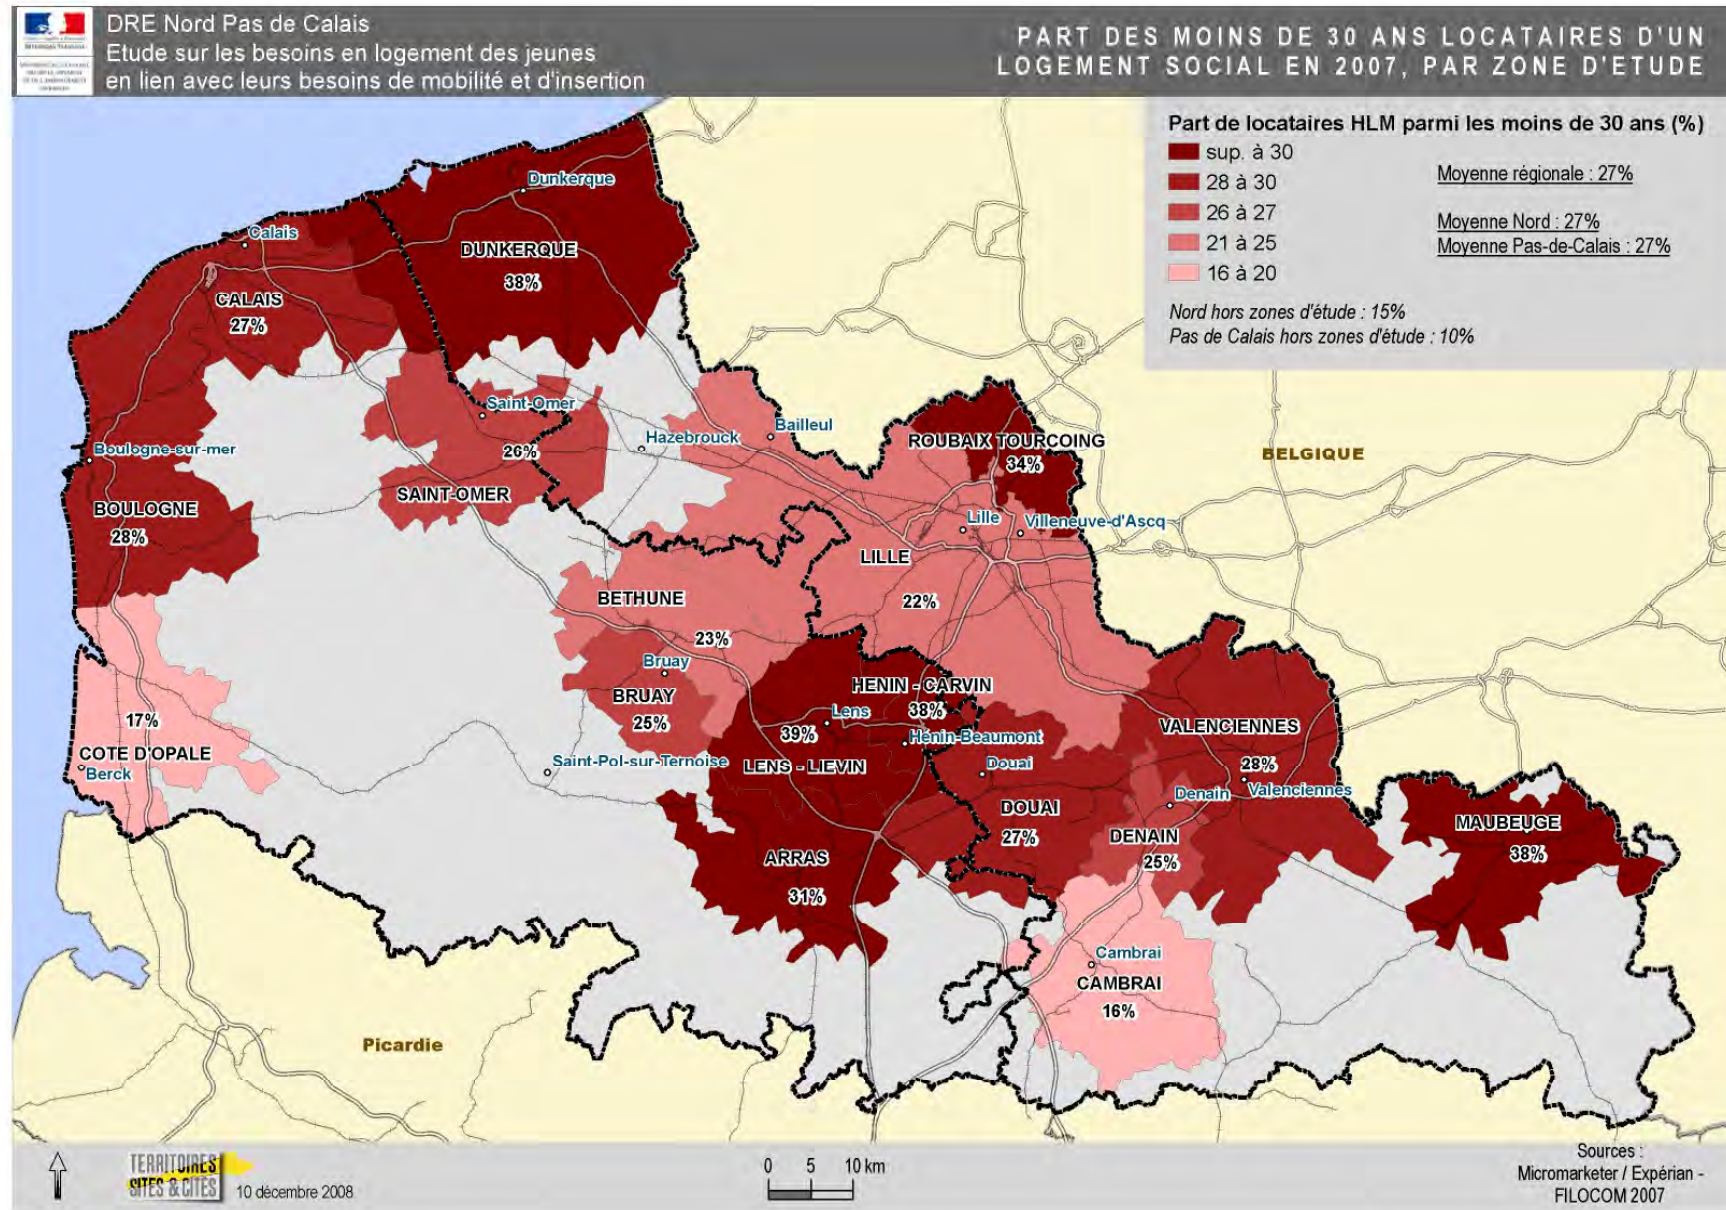 DRE Nord Pas de Calais
Etude sur les besoins en logement des jeunes
en lien avec leurs besoins de mobilité et d'insertion
PART DES MOINS DE 30 ANS LOCATAIRES D'UN
LOGEMENT SOCIAL EN 2007, PAR ZONE D'ETUDE
Part de locataires HLM parmi les moins de 30 ans (%)
sup. à 30
28 à 30
26 à 27
21 à 25
16 à 20
Moyenne régionale : 27%
Moyenne Nord : 27%
Moyenne Pas-de-Calais : 27%
Nord hors zones d'étude : 15%
Pas de Calais hors zones d'étude : 10%
Dunkerque
DUNKERQUE
38%
Calais
CALAIS
27%
Saint-Omer
26%
SAINT-OMER
Hazebrouck
Bailleul
ROUBAIX TOURCOING
34%
BELGIQUE
Boulogne-sur-mer
BOULOGNE
28%
Lille
Villeneuve-d'Ascq
LILLE
22%
BETHUNE
23%
Bruay
BRUAY
25%
HENIN - CARVIN
38%
Lens
39%
Hénin-Beaumont
LENS - LIEVIN
17%
COTE D'OPALE
Berck
Saint-Pol-sur-Ternoise
Douai
DOUAI
27%
VALENCIENNES
28%
Valenciennes
Denain
DENAIN
25%
MAUBEUGE
38%
ARRAS
31%
Cambrai
CAMBRAI
16%
Picardie
TERRITOIRES
SITES & CITÉS
10 décembre 2008
0 5 10 km
Sources :
Micromarketer / Expérian -
FILOCOM 2007